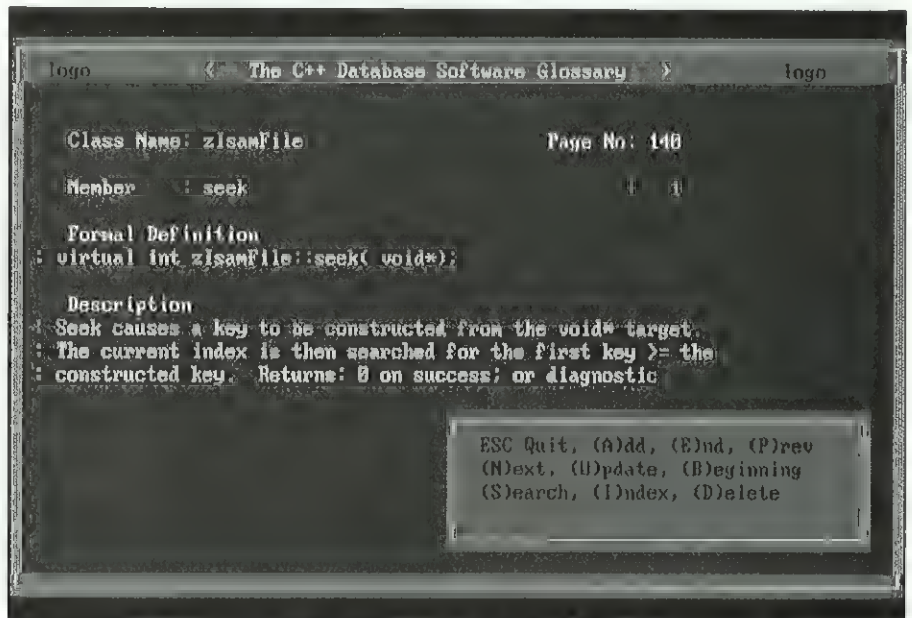 logo The C++ Database Software Glossary logo
Class Name: zIsamFile Page No: 140
Member : seek
Formal Definition
: virtual int zIsamFile::seek( void*);
Description
: Seek causes a key to be constructed from the void* target.
: The current index is then searched for the first key >= the
: constructed key. Returns: 0 on success; or diagnostic
ESC Quit, (A)dd, (E)nd, (P)rev
(N)ext, (U)pdate, (B)eginning
(S)earch, (I)ndex, (D)elete